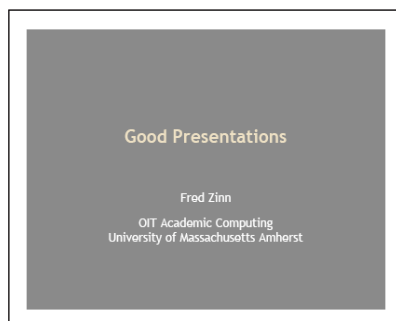 Good Presentations
Fred Zinn
OIT Academic Computing
University of Massachusetts Amherst